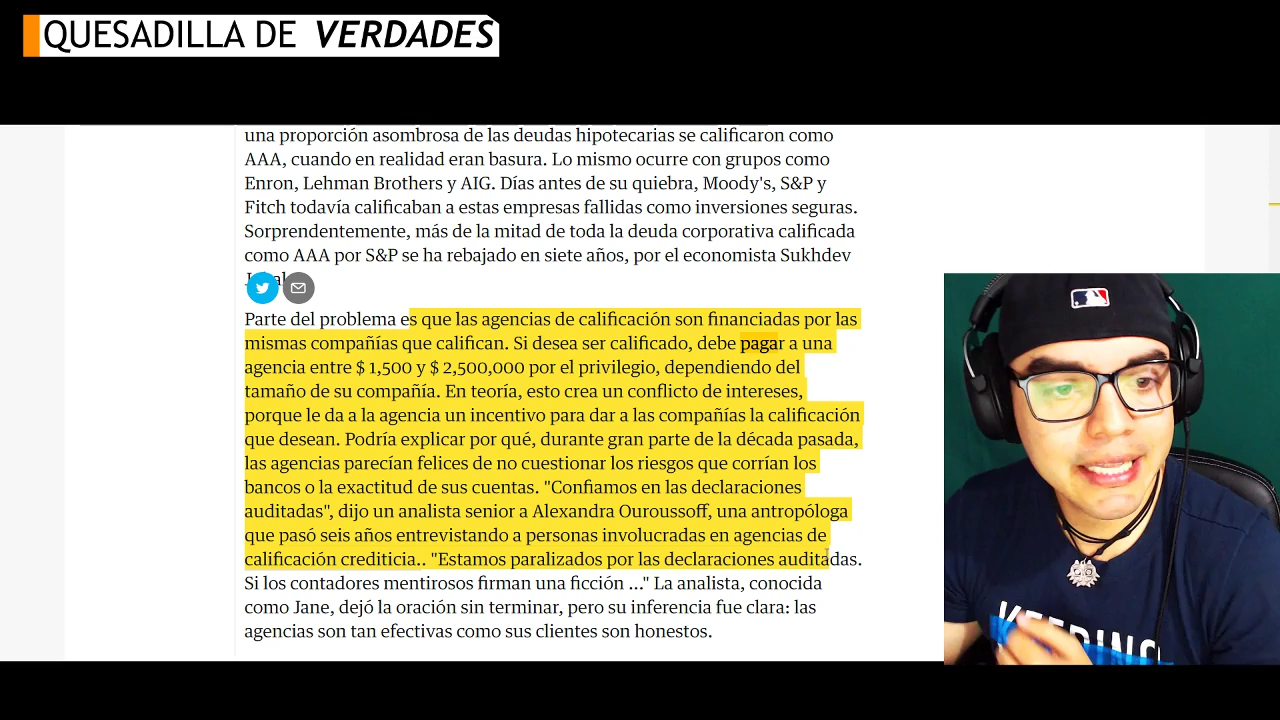 QUESADILLA DE VERDADES
una proporción asombrosa de las deudas hipotecarias se calificaron como
AAA, cuando en realidad eran basura. Lo mismo ocurre con grupos como
Enron, Lehman Brothers y AIG. Días antes de su quiebra, Moody's, S&P y
Fitch todavía calificaban a estas empresas fallidas como inversiones seguras.
Sorprendentemente, más de la mitad de toda la deuda corporativa calificada
como AAA por S&P se ha rebajado en siete años, por el economista Sukhdev
Parte del problema es que las agencias de calificación son financiadas por las
mismas compañías que califican. Si desea ser calificado, debe pagar a una
agencia entre $ 1,500 y $ 2,500,000 por el privilegio, dependiendo del
tamaño de su compañía. En teoría, esto crea un conflicto de intereses,
porque le da a la agencia un incentivo para dar a las compañías la calificación
que desean. Podría explicar por qué, durante gran parte de la década pasada,
las agencias parecían felices de no cuestionar los riesgos que corrían los
bancos o la exactitud de sus cuentas. "Confiamos en las declaraciones
auditadas", dijo un analista senior a Alexandra Ouroussoff, una antropóloga
que pasó seis años entrevistando a personas involucradas en agencias de
calificación crediticia.. "Estamos paralizados por las declaraciones auditadas.
Si los contadores mentirosos firman una ficción ..." La analista, conocida
como Jane, dejó la oración sin terminar, pero su inferencia fue clara: las
agencias son tan efectivas como sus clientes son honestos.